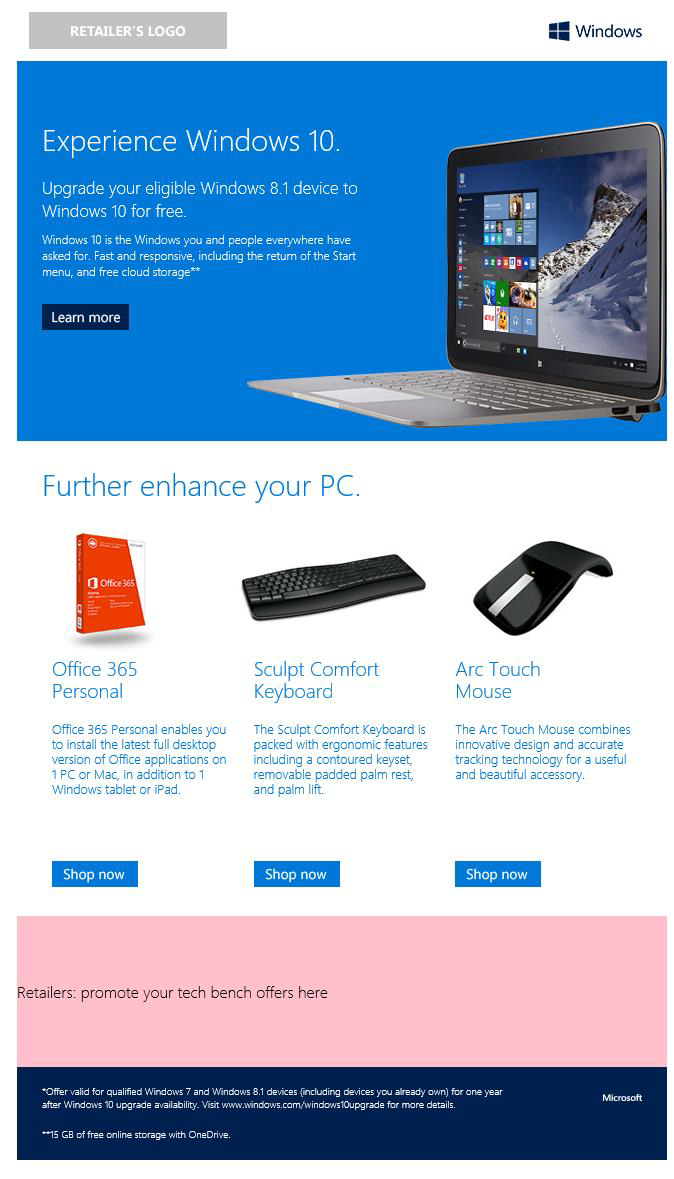 RETAILER'S LOGO
Windows
Experience Windows 10.
Upgrade your eligible Windows 8.1 device to
Windows 10 for free.
Windows 10 is the Windows you and people everywhere have
asked for. Fast and responsive, including the return of the Start
menu, and free cloud storage**
Learn more
Further enhance your PC.
Office 365
Office 365
Personal
Office 365 Personal enables you
to install the latest full desktop
version of Office applications on
1 PC or Mac, in addition to 1
Windows tablet or iPad.
Shop now
Sculpt Comfort
Keyboard
The Sculpt Comfort Keyboard is
packed with ergonomic features
including a contoured keyset,
removable padded palm rest,
and palm lift.
Shop now
Arc Touch
Mouse
The Arc Touch Mouse combines
innovative design and accurate
tracking technology for a useful
and beautiful accessory.
Shop now
Retailers: promote your tech bench offers here
*Offer valid for qualified Windows 7 and Windows 8.1 devices (including devices you already own) for one year
after Windows 10 upgrade availability. Visit www.windows.com/windows10upgrade for more details.
Microsoft
**15 GB of free online storage with OneDrive.